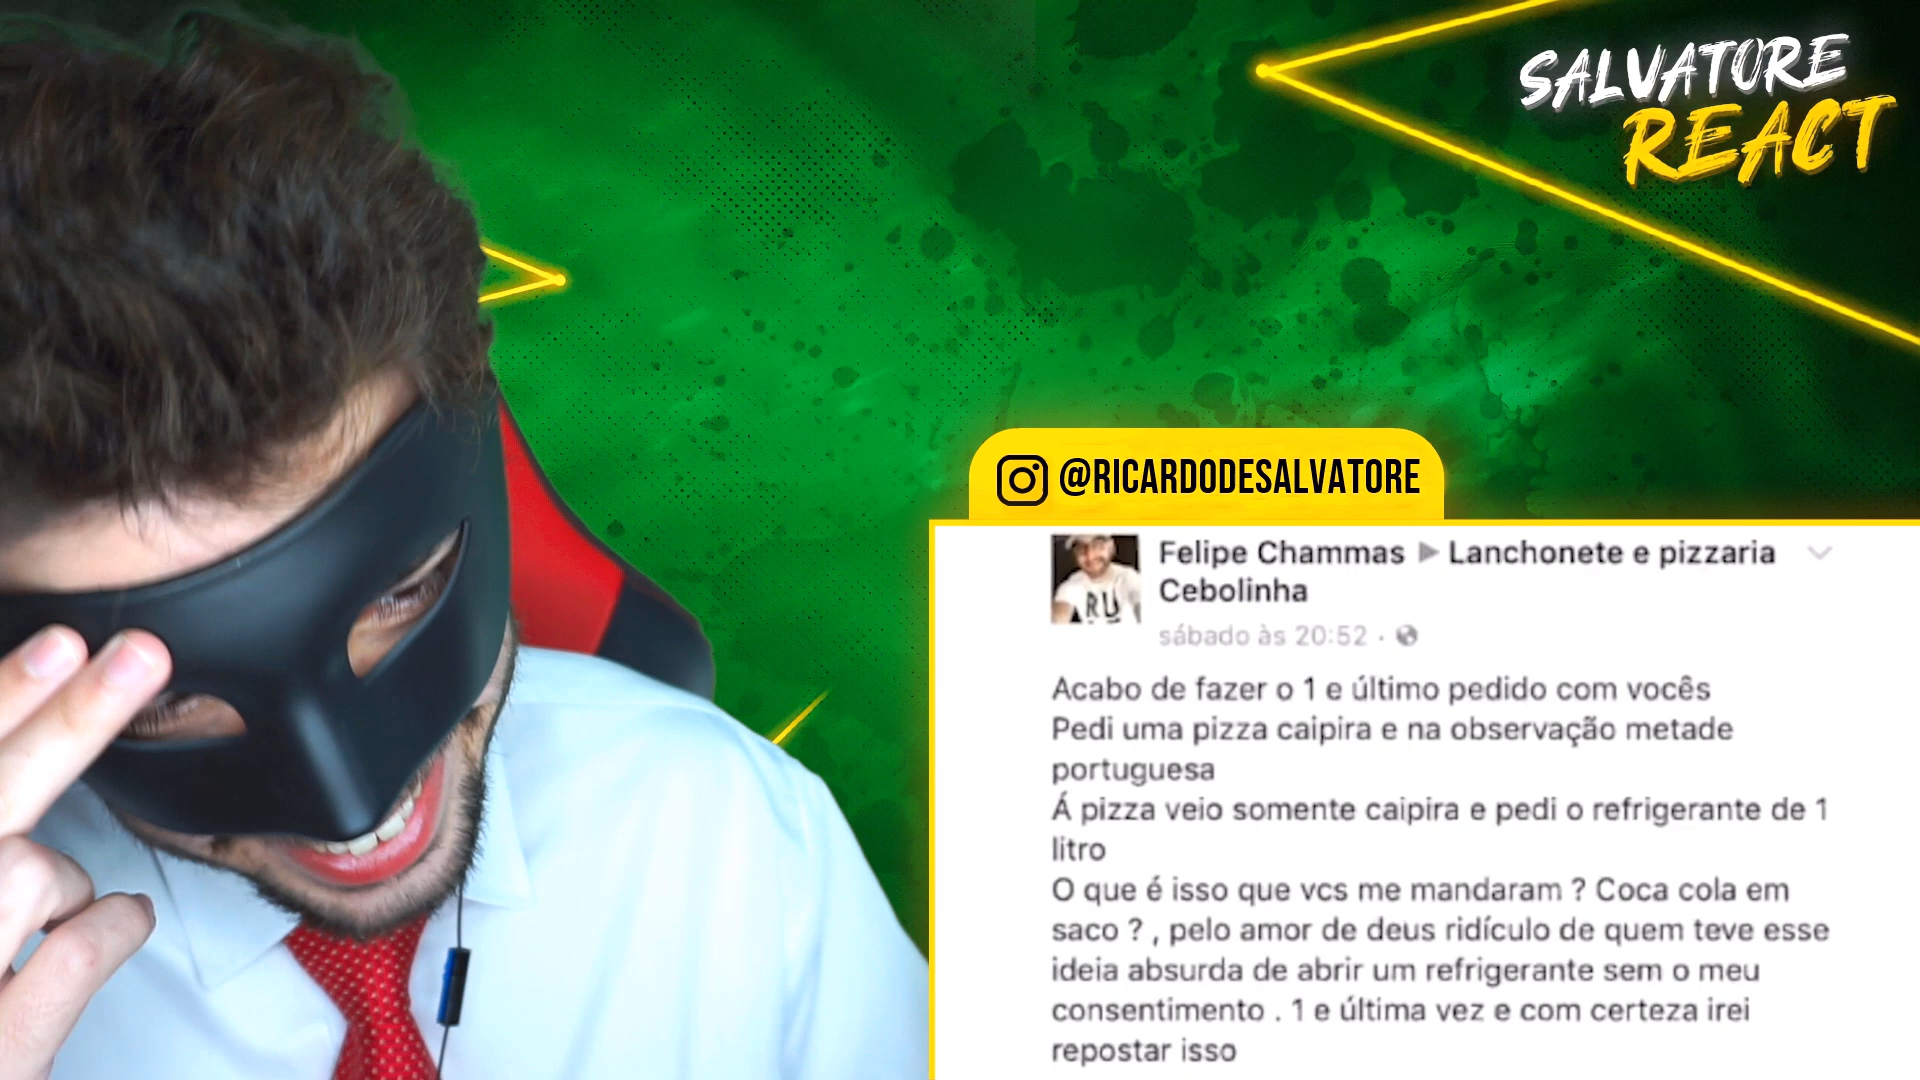 SALVATORE
REACT
@RICARDODESALVATORE
Felipe Chammas ▶ Lanchonete e pizzaria
Cebolinha
sábado às 20:52 ·
Acabo de fazer o 1 e último pedido com vocês
Pedi uma pizza caipira e na observação metade
portuguesa
Á pizza veio somente caipira e pedi o refrigerante de 1
litro
O que é isso que vcs me mandaram ? Coca cola em
saco ? , pelo amor de deus ridículo de quem teve esse
ideia absurda de abrir um refrigerante sem o meu
consentimento . 1 e última vez e com certeza irei
repostar isso